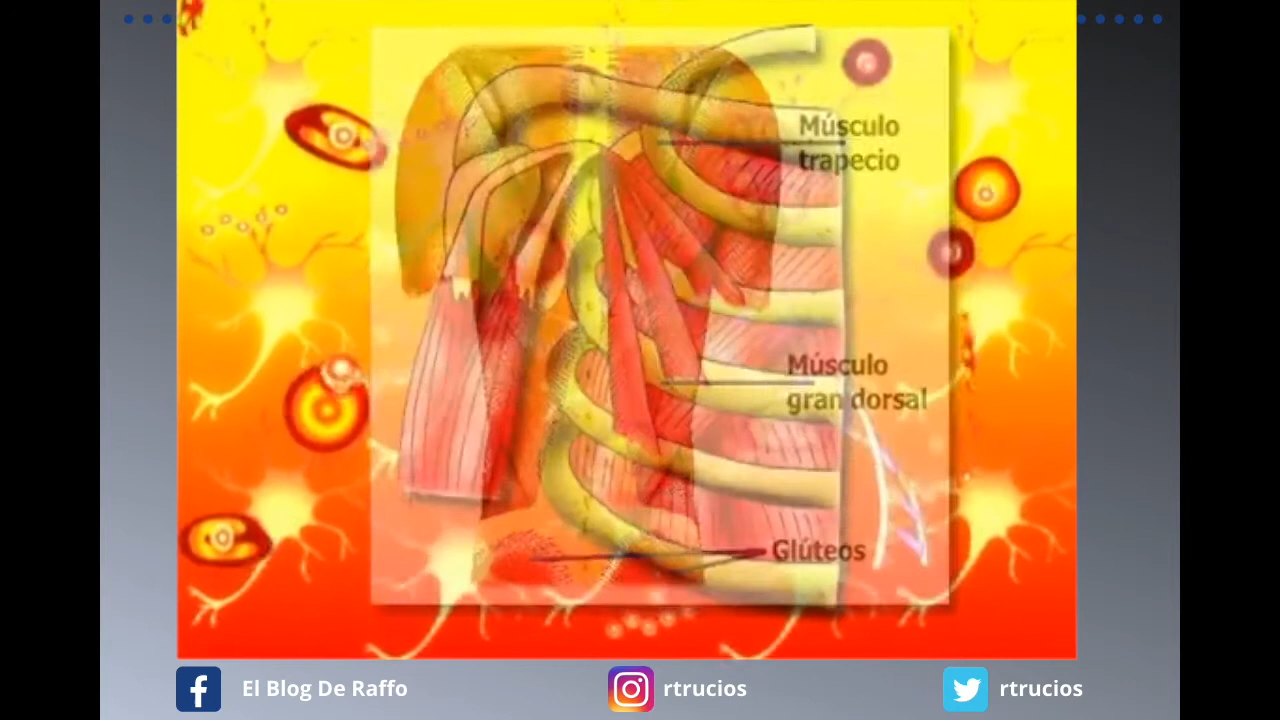 Músculo
trapecio
Músculo
gran dorsal
Glúteos
El Blog De Raffo
rtrucios
rtrucios